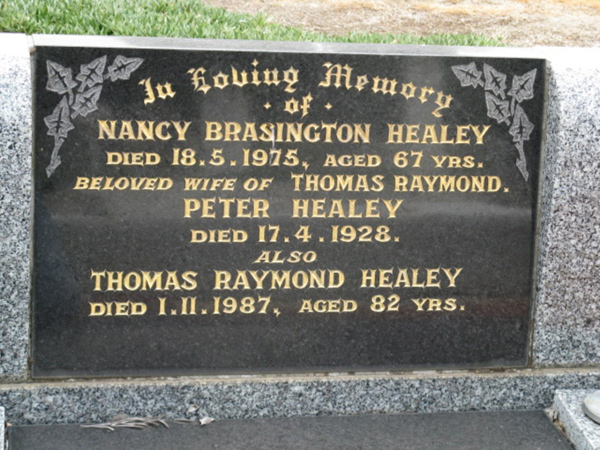 In Loving Memory
· of ·
NANCY BRASINGTON HEALEY
DIED 18.5.1975, AGED 67 YRS.
BELOVED WIFE OF THOMAS RAYMOND.
PETER HEALEY
DIED 17.4.1928.
ALSO
THOMAS RAYMOND HEALEY
DIED 1.11.1987, AGED 82 YRS.